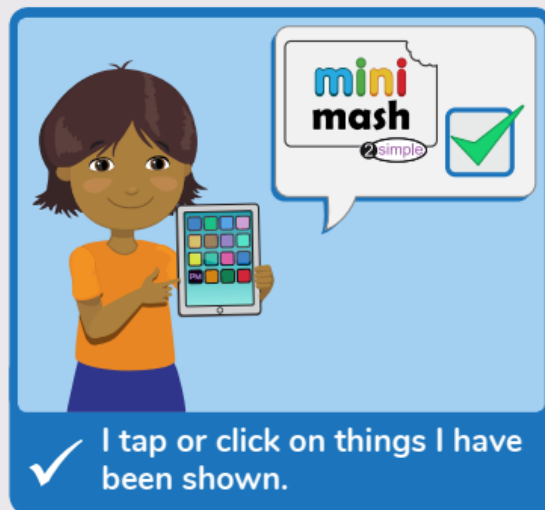 mini
mash
2simple
PM
I tap or click on things I have
been shown.